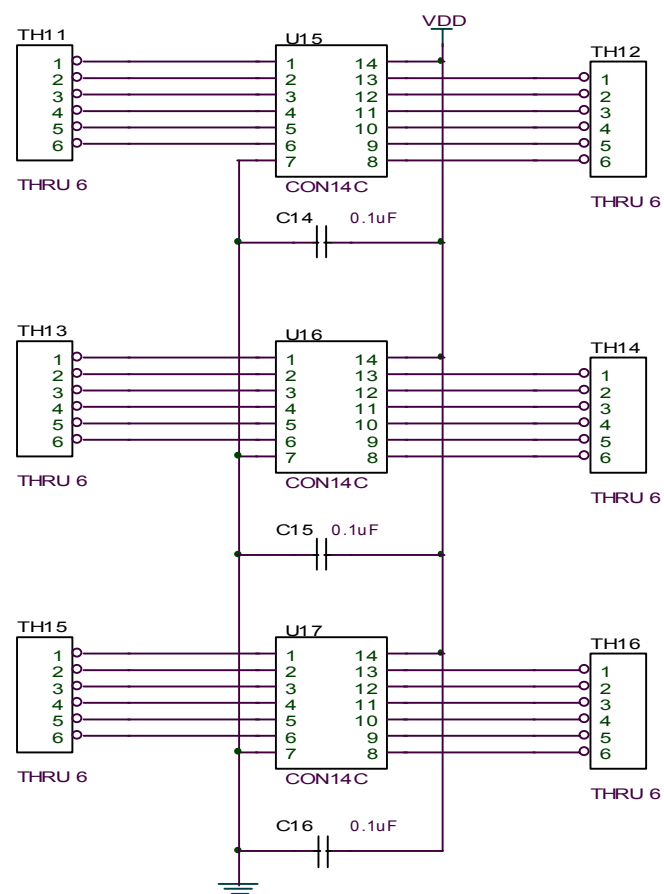 VDD
TH11
U15
TH12
1 1 14
2 2 13 1
3 3 12 2
4 4 11 3
5 5 10 4
6 6 9 5
7 8 6
THRU 6
CON14C
THRU 6
C14 0.1uF
TH13
U16
TH14
1 1 14
2 2 13 1
3 3 12 2
4 4 11 3
5 5 10 4
6 6 9 5
7 8 6
THRU 6
CON14C
THRU 6
C15 0.1uF
TH15
U17
TH16
1 1 14
2 2 13 1
3 3 12 2
4 4 11 3
5 5 10 4
6 6 9 5
7 8 6
THRU 6
CON14C
THRU 6
C16 0.1uF